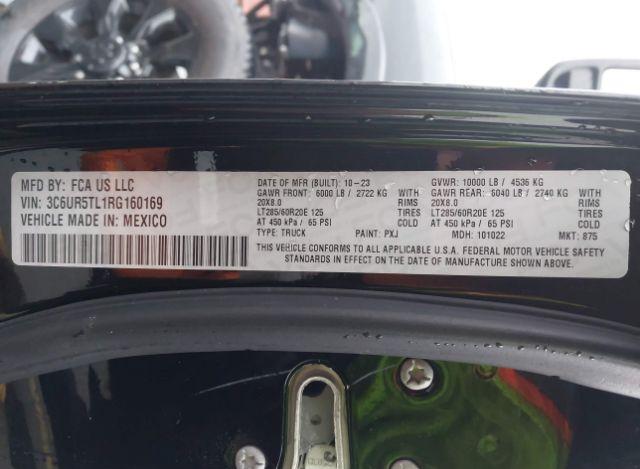 MFD BY: FCA US LLC
VIN: 3C6UR5TL1RG160169
VEHICLE MADE IN: MEXICO
DATE OF MFR (BUILT): 10-23
GAWR FRONT: 6000 LB / 2722 KG WITH
20X8.0 RIMS
LT285/60R20E 125
AT 450 kPa / 65 PSI COLD
TYPE: TRUCK PAINT: PXJ
GVWR: 10000 LB / 4536 KG
GAWR REAR: 6040 LB / 2740 KG WITH
20X8.0 RIMS
LT285/60R20E 125
AT 450 kPa / 65 PSI COLD
MDH: 101022 MKT: 875
THIS VEHICLE CONFORMS TO ALL APPLICABLE U.S.A. FEDERAL MOTOR VEHICLE SAFETY
STANDARDS IN EFFECT ON THE DATE OF MANUFACTURE SHOWN ABOVE.